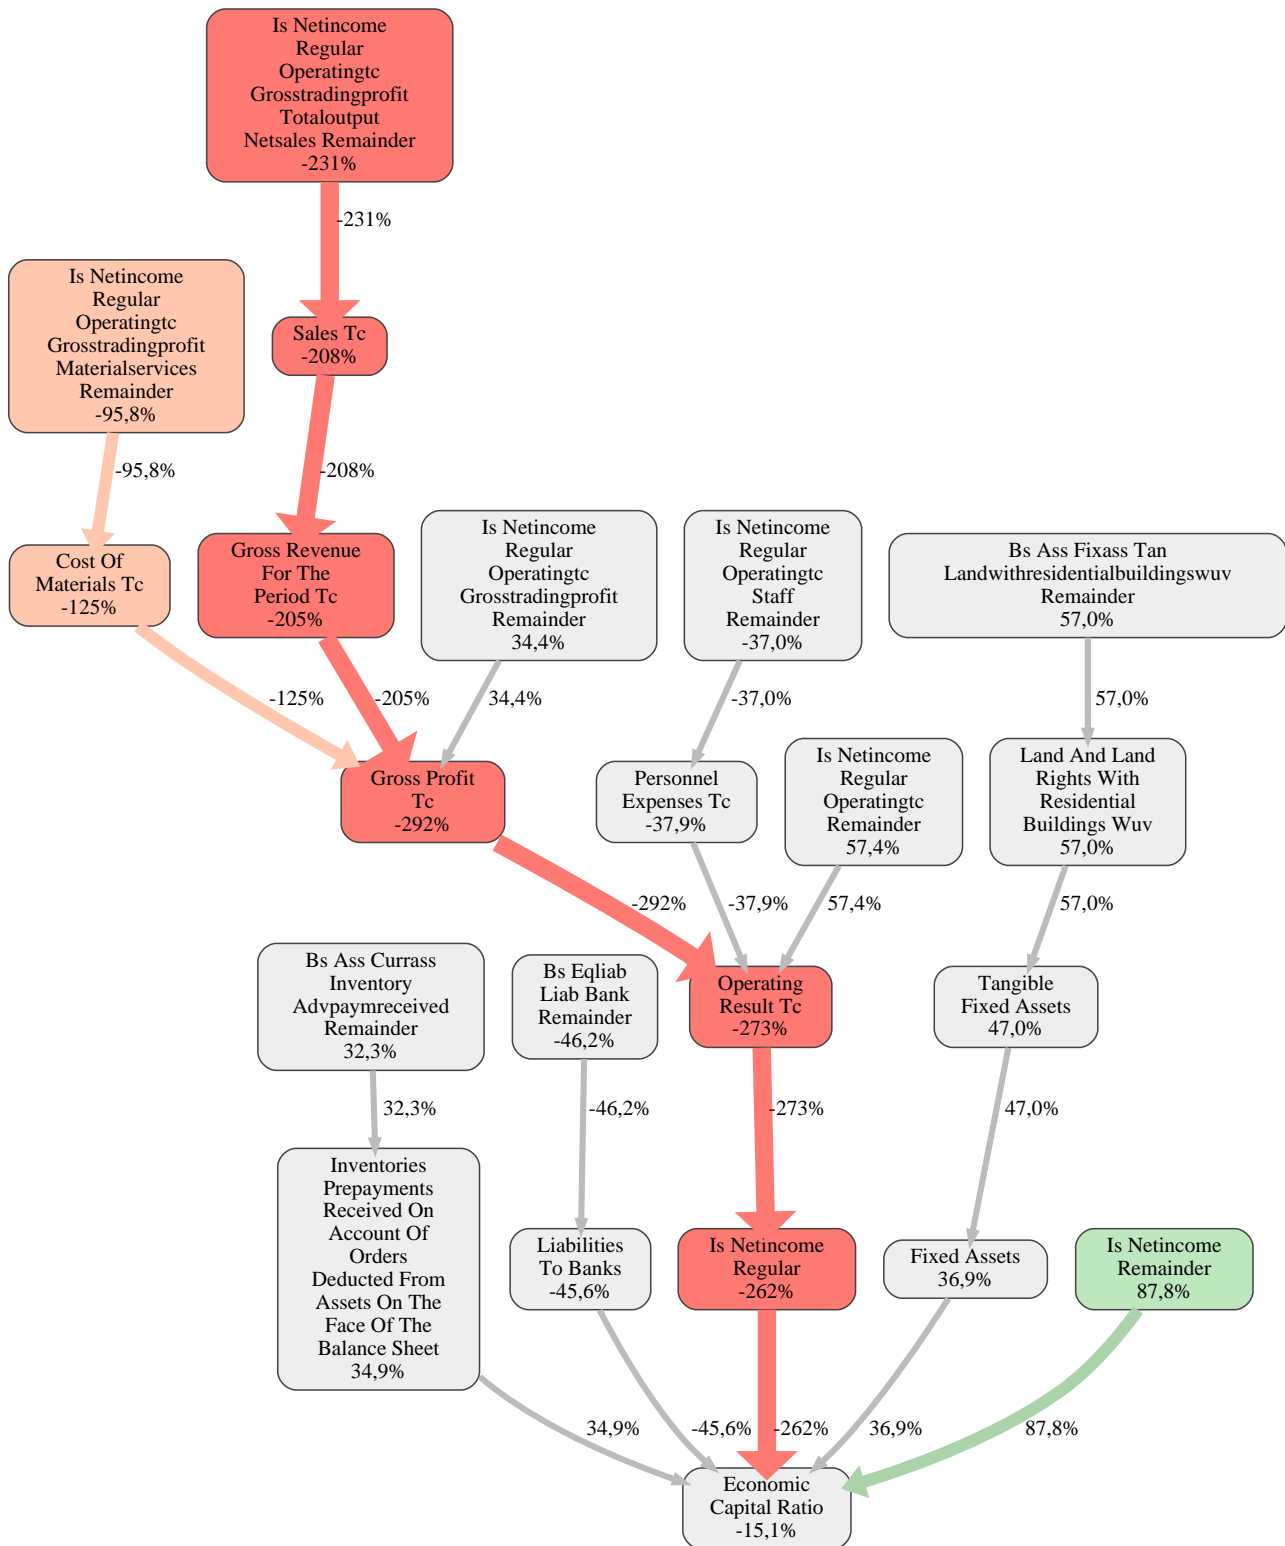 Is Netincome
Regular
Operatingtc
Grosstradingprofit
Totaloutput
Netsales Remainder
-231%
-231%
Is Netincome
Regular
Operatingtc
Grosstradingprofit
Materialservices
Remainder
-95,8%
Sales Tc
-208%
-95,8%
-208%
Cost Of
Materials Tc
-125%
Gross Revenue
For The
Period Tc
-205%
Is Netincome
Regular
Operatingtc
Grosstradingprofit
Remainder
34,4%
Is Netincome
Regular
Operatingtc
Staff
Remainder
-37,0%
Bs Ass Fixass Tan
Landwithresidentialbuildingswuv
Remainder
57,0%
-125%
-205%
34,4%
-37,0%
57,0%
Gross Profit
Tc
-292%
Personnel
Expenses Tc
-37,9%
Is Netincome
Regular
Operatingtc
Remainder
57,4%
Land And Land
Rights With
Residential
Buildings Wuv
57,0%
-292%
-37,9%
57,4%
57,0%
Bs Ass Currass
Inventory
Advpaymreceived
Remainder
32,3%
Bs Eqliab
Liab Bank
Remainder
-46,2%
Operating
Result Tc
-273%
Tangible
Fixed Assets
47,0%
32,3%
-46,2%
-273%
47,0%
Inventories
Prepayments
Received On
Account Of
Orders
Deducted From
Assets On The
Face Of The
Balance Sheet
34,9%
Liabilities
To Banks
-45,6%
Is Netincome
Regular
-262%
Fixed Assets
36,9%
Is Netincome
Remainder
87,8%
34,9%
-45,6%
-262%
36,9%
87,8%
Economic
Capital Ratio
-15,1%